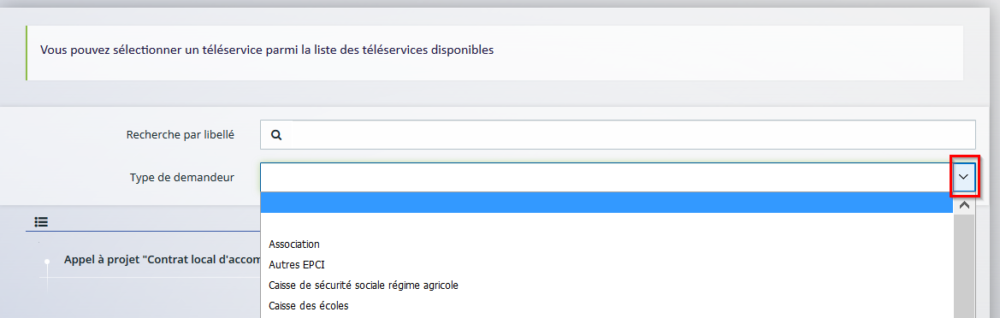 Vous pouvez sélectionner un téléservice parmi la liste des téléservices disponibles
Recherche par libellé
Type de demandeur
Association
Autres EPCI
Caisse de sécurité sociale régime agricole
Caisse des écoles
Appel à projet "Contrat local d'accom